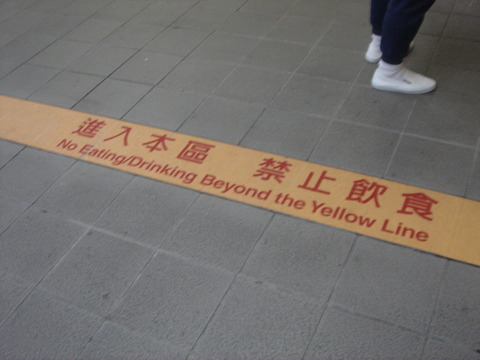 進入本區 禁止飲食
No Eating/Drinking Beyond the Yellow Line